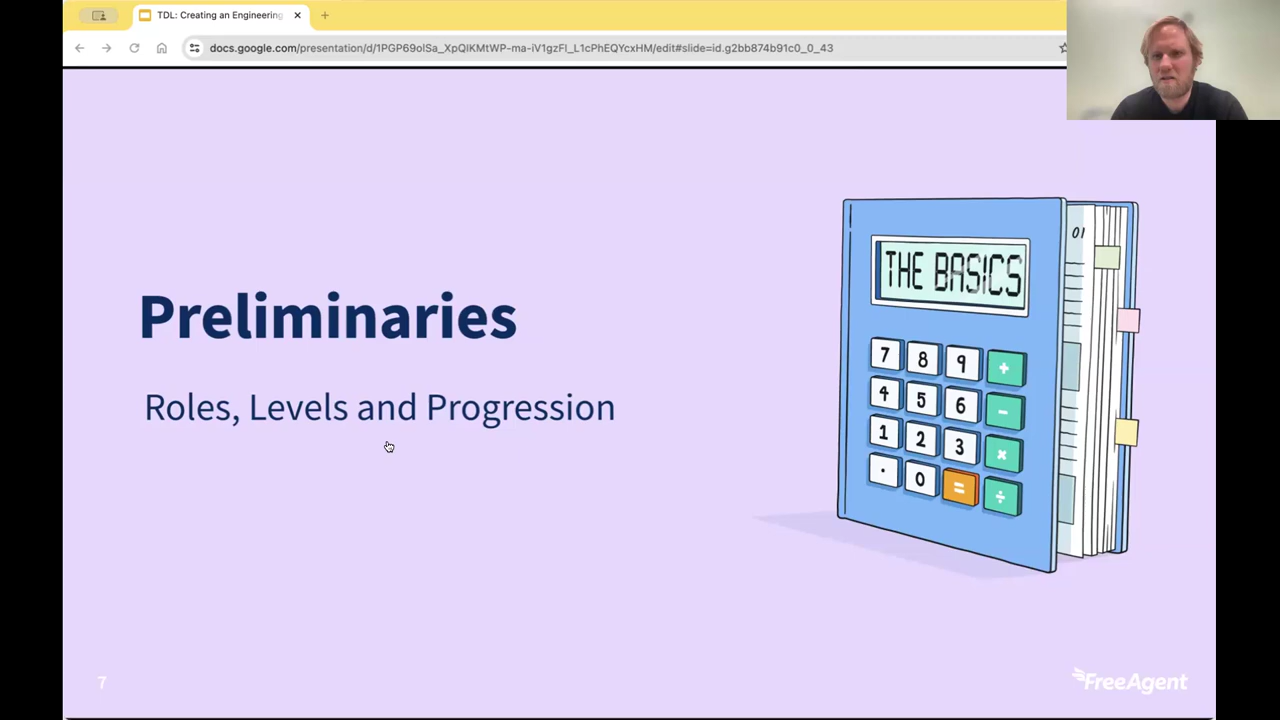 TDL: Creating an Engineering
docs.google.com/presentation/d/1PGP69olSa_XpQIKMtWP-ma-iV1gzFl_L1cPhEQYcxHM/edit#slide=id.g2bb874b91c0_0_43
THE BASICS
01
Preliminaries
Roles, Levels and Progression
7 8 9 +
4 5 6 -
1 2 3 ×
. 0 = ÷
7
FreeAgent